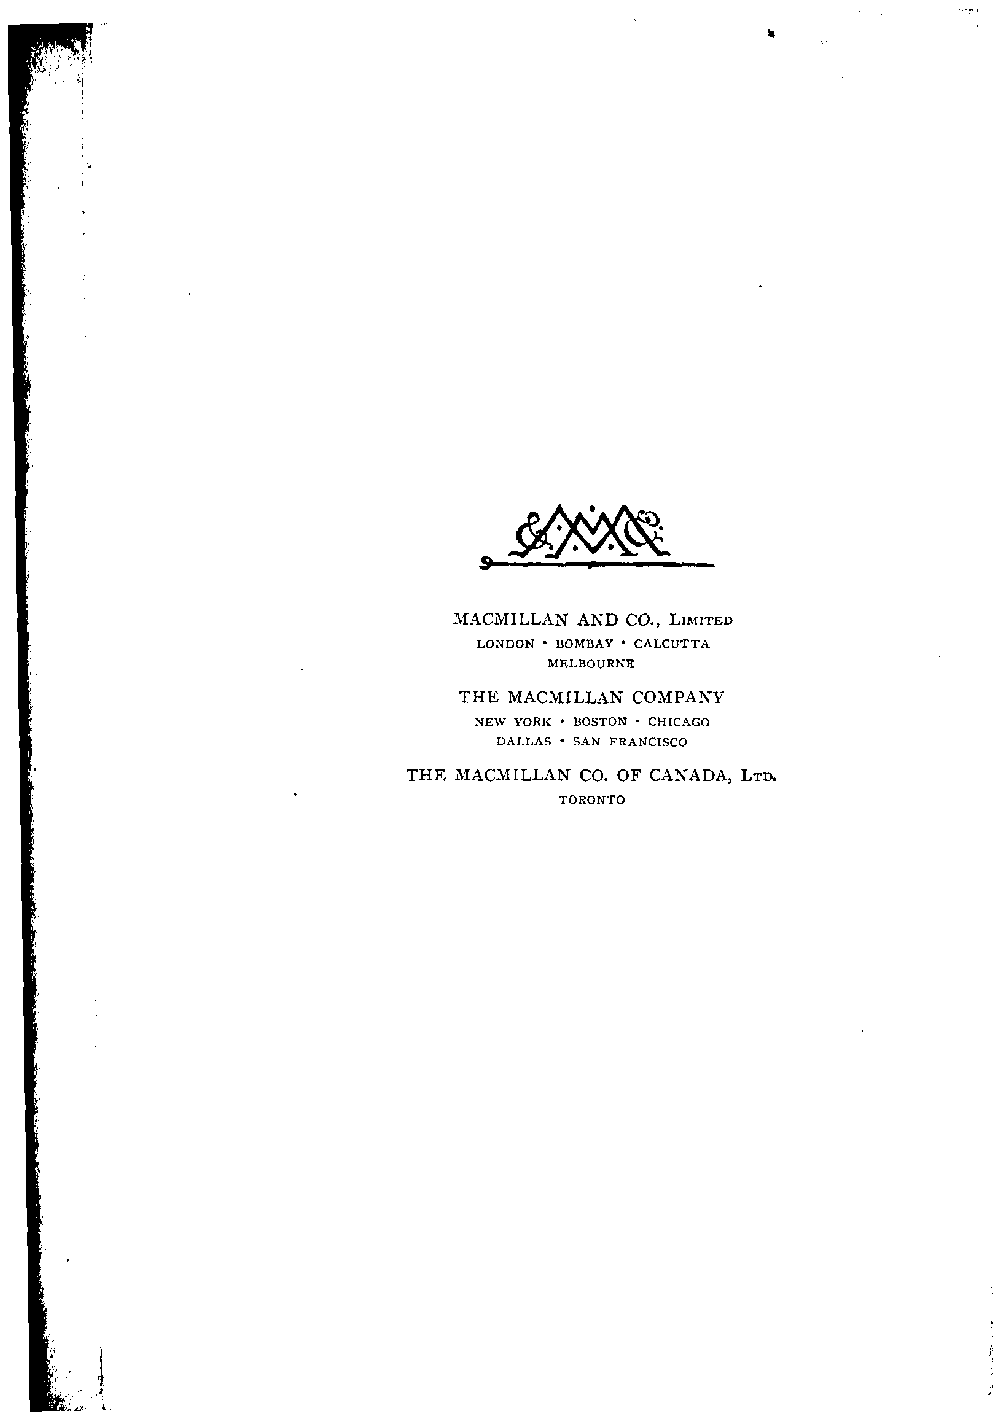 MACMILLAN AND CO., LIMITED
LONDON • BOMBAY • CALCUTTA
MELBOURNE
THE MACMILLAN COMPANY
NEW YORK • BOSTON • CHICAGO
DALLAS • SAN FRANCISCO
THE MACMILLAN CO. OF CANADA, LTD.
TORONTO